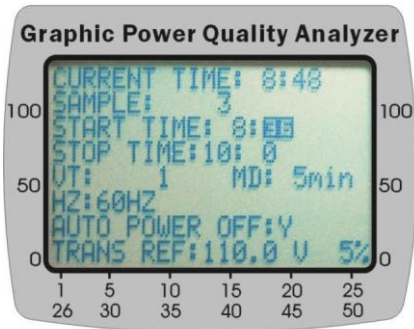 Graphic Power Quality Analyzer
CURRENT TIME: 8:48
SAMPLE: 3
START TIME: 8:
STOP TIME:10: 0
VT: 1 MD: 5min
HZ:60HZ
AUTO POWER OFF:Y
TRANS REF:110.0 V 5%
100 100
50 50
0 0
1 5 10 15 20 25
26 30 35 40 45 50